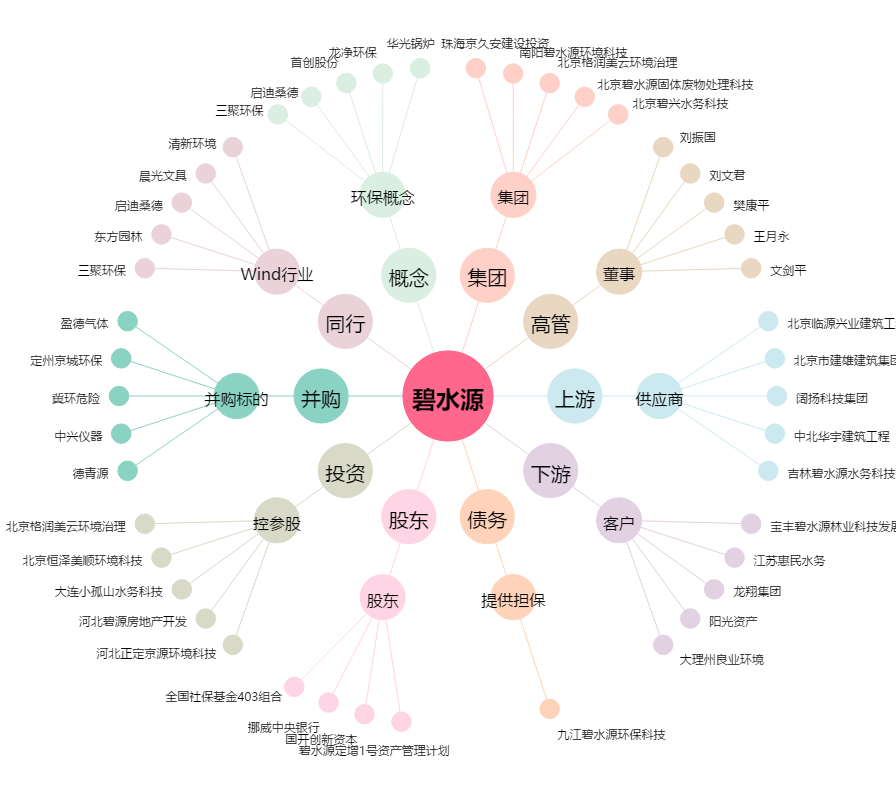 华光锅炉
珠海京久安建设投资
龙净环保
南阳碧水源环境科技
首创股份
北京格润美云环境治理
启迪桑德
北京碧水源固体废物处理科技
三聚环保
北京碧兴水务科技
清新环境
刘振国
晨光文具
刘文君
环保概念
集团
启迪桑德
樊康平
东方园林
王月永
三聚环保
Wind行业
概念
集团
董事
文剑平
盈德气体
同行
高管
北京临源兴业建筑工
定州京城环保
北京市建雄建筑集团
冀环危险
并购标的
并购
碧水源
上游
供应商
阔扬科技集团
中兴仪器
中北华宇建筑工程
德青源
投资
下游
吉林碧水源水务科技
北京格润美云环境治理
控参股
股东
债务
客户
宝丰碧水源林业科技发展
北京恒泽美顺环境科技
江苏惠民水务
大连小孤山水务科技
股东
提供担保
龙翔集团
河北碧源房地产开发
阳光资产
河北正定京源环境科技
大理州良业环境
全国社保基金403组合
挪威中央银行
国开创新资本
九江碧水源环保科技
碧水源定增1号资产管理计划